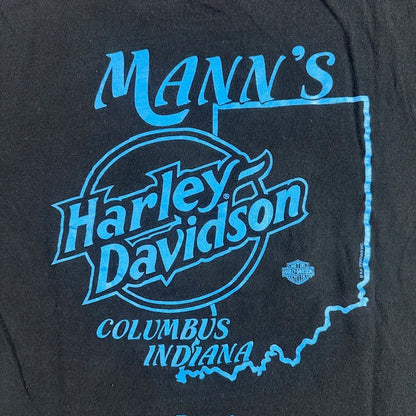 MANN'S
Harley-
Davidson
COLUMBUS
INDIANA